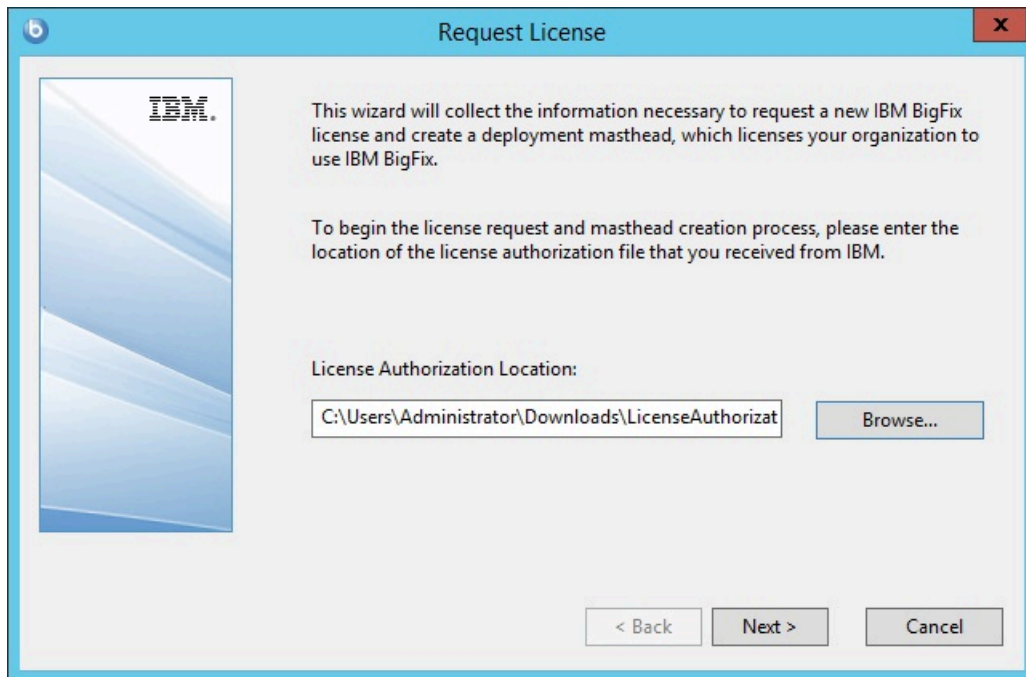 Request License
x
IBM.
This wizard will collect the information necessary to request a new IBM BigFix
license and create a deployment masthead, which licenses your organization to
use IBM BigFix.
To begin the license request and masthead creation process, please enter the
location of the license authorization file that you received from IBM.
License Authorization Location:
C:\Users\Administrator\Downloads\LicenseAuthorizat
Browse...
< Back
Next >
Cancel